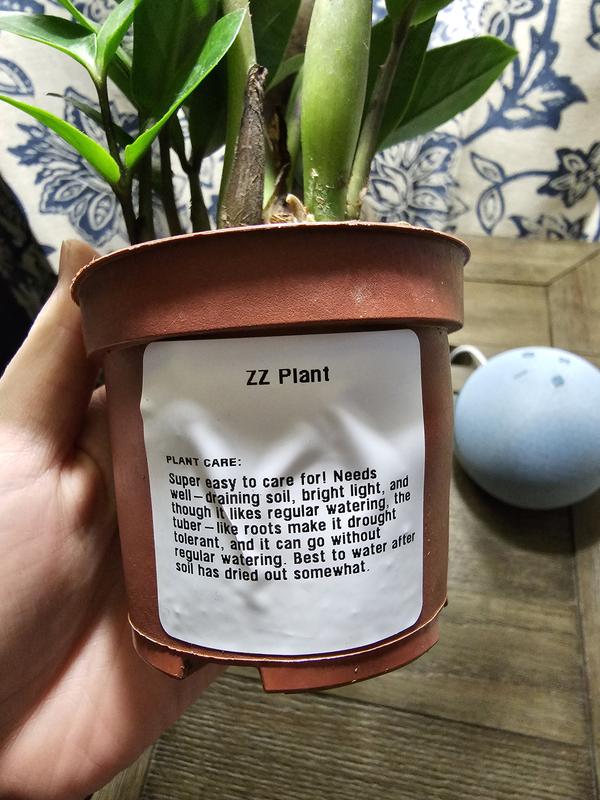 ZZ Plant
PLANT CARE:
Super easy to care for! Needs
well-draining soil, bright light, and
though it likes regular watering, the
tuber-like roots make it drought
tolerant, and it can go without
regular watering. Best to water after
soil has dried out somewhat.